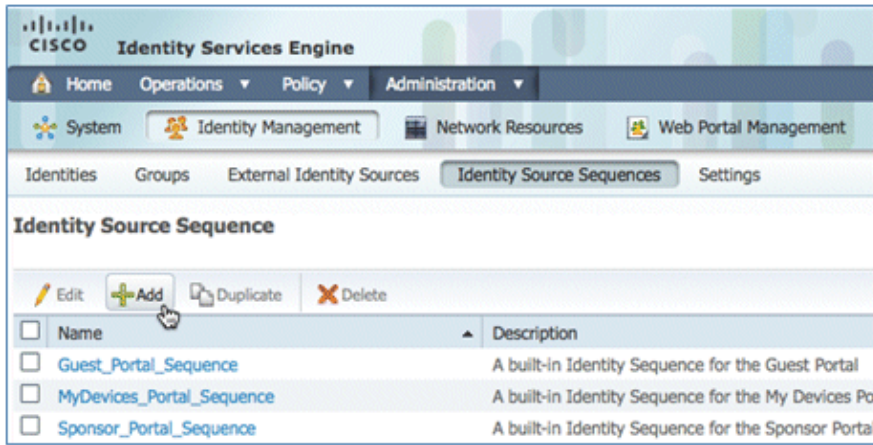 CISCO Identity Services Engine
Home Operations Policy Administration
System Identity Management Network Resources Web Portal Management
Identities Groups External Identity Sources Identity Source Sequences Settings
Identity Source Sequence
Edit Add Duplicate Delete
Name Description
Guest_Portal_Sequence A built-in Identity Sequence for the Guest Portal
MyDevices_Portal_Sequence A built-in Identity Sequence for the My Devices Po
Sponsor_Portal_Sequence A built-in Identity Sequence for the Sponsor Portal